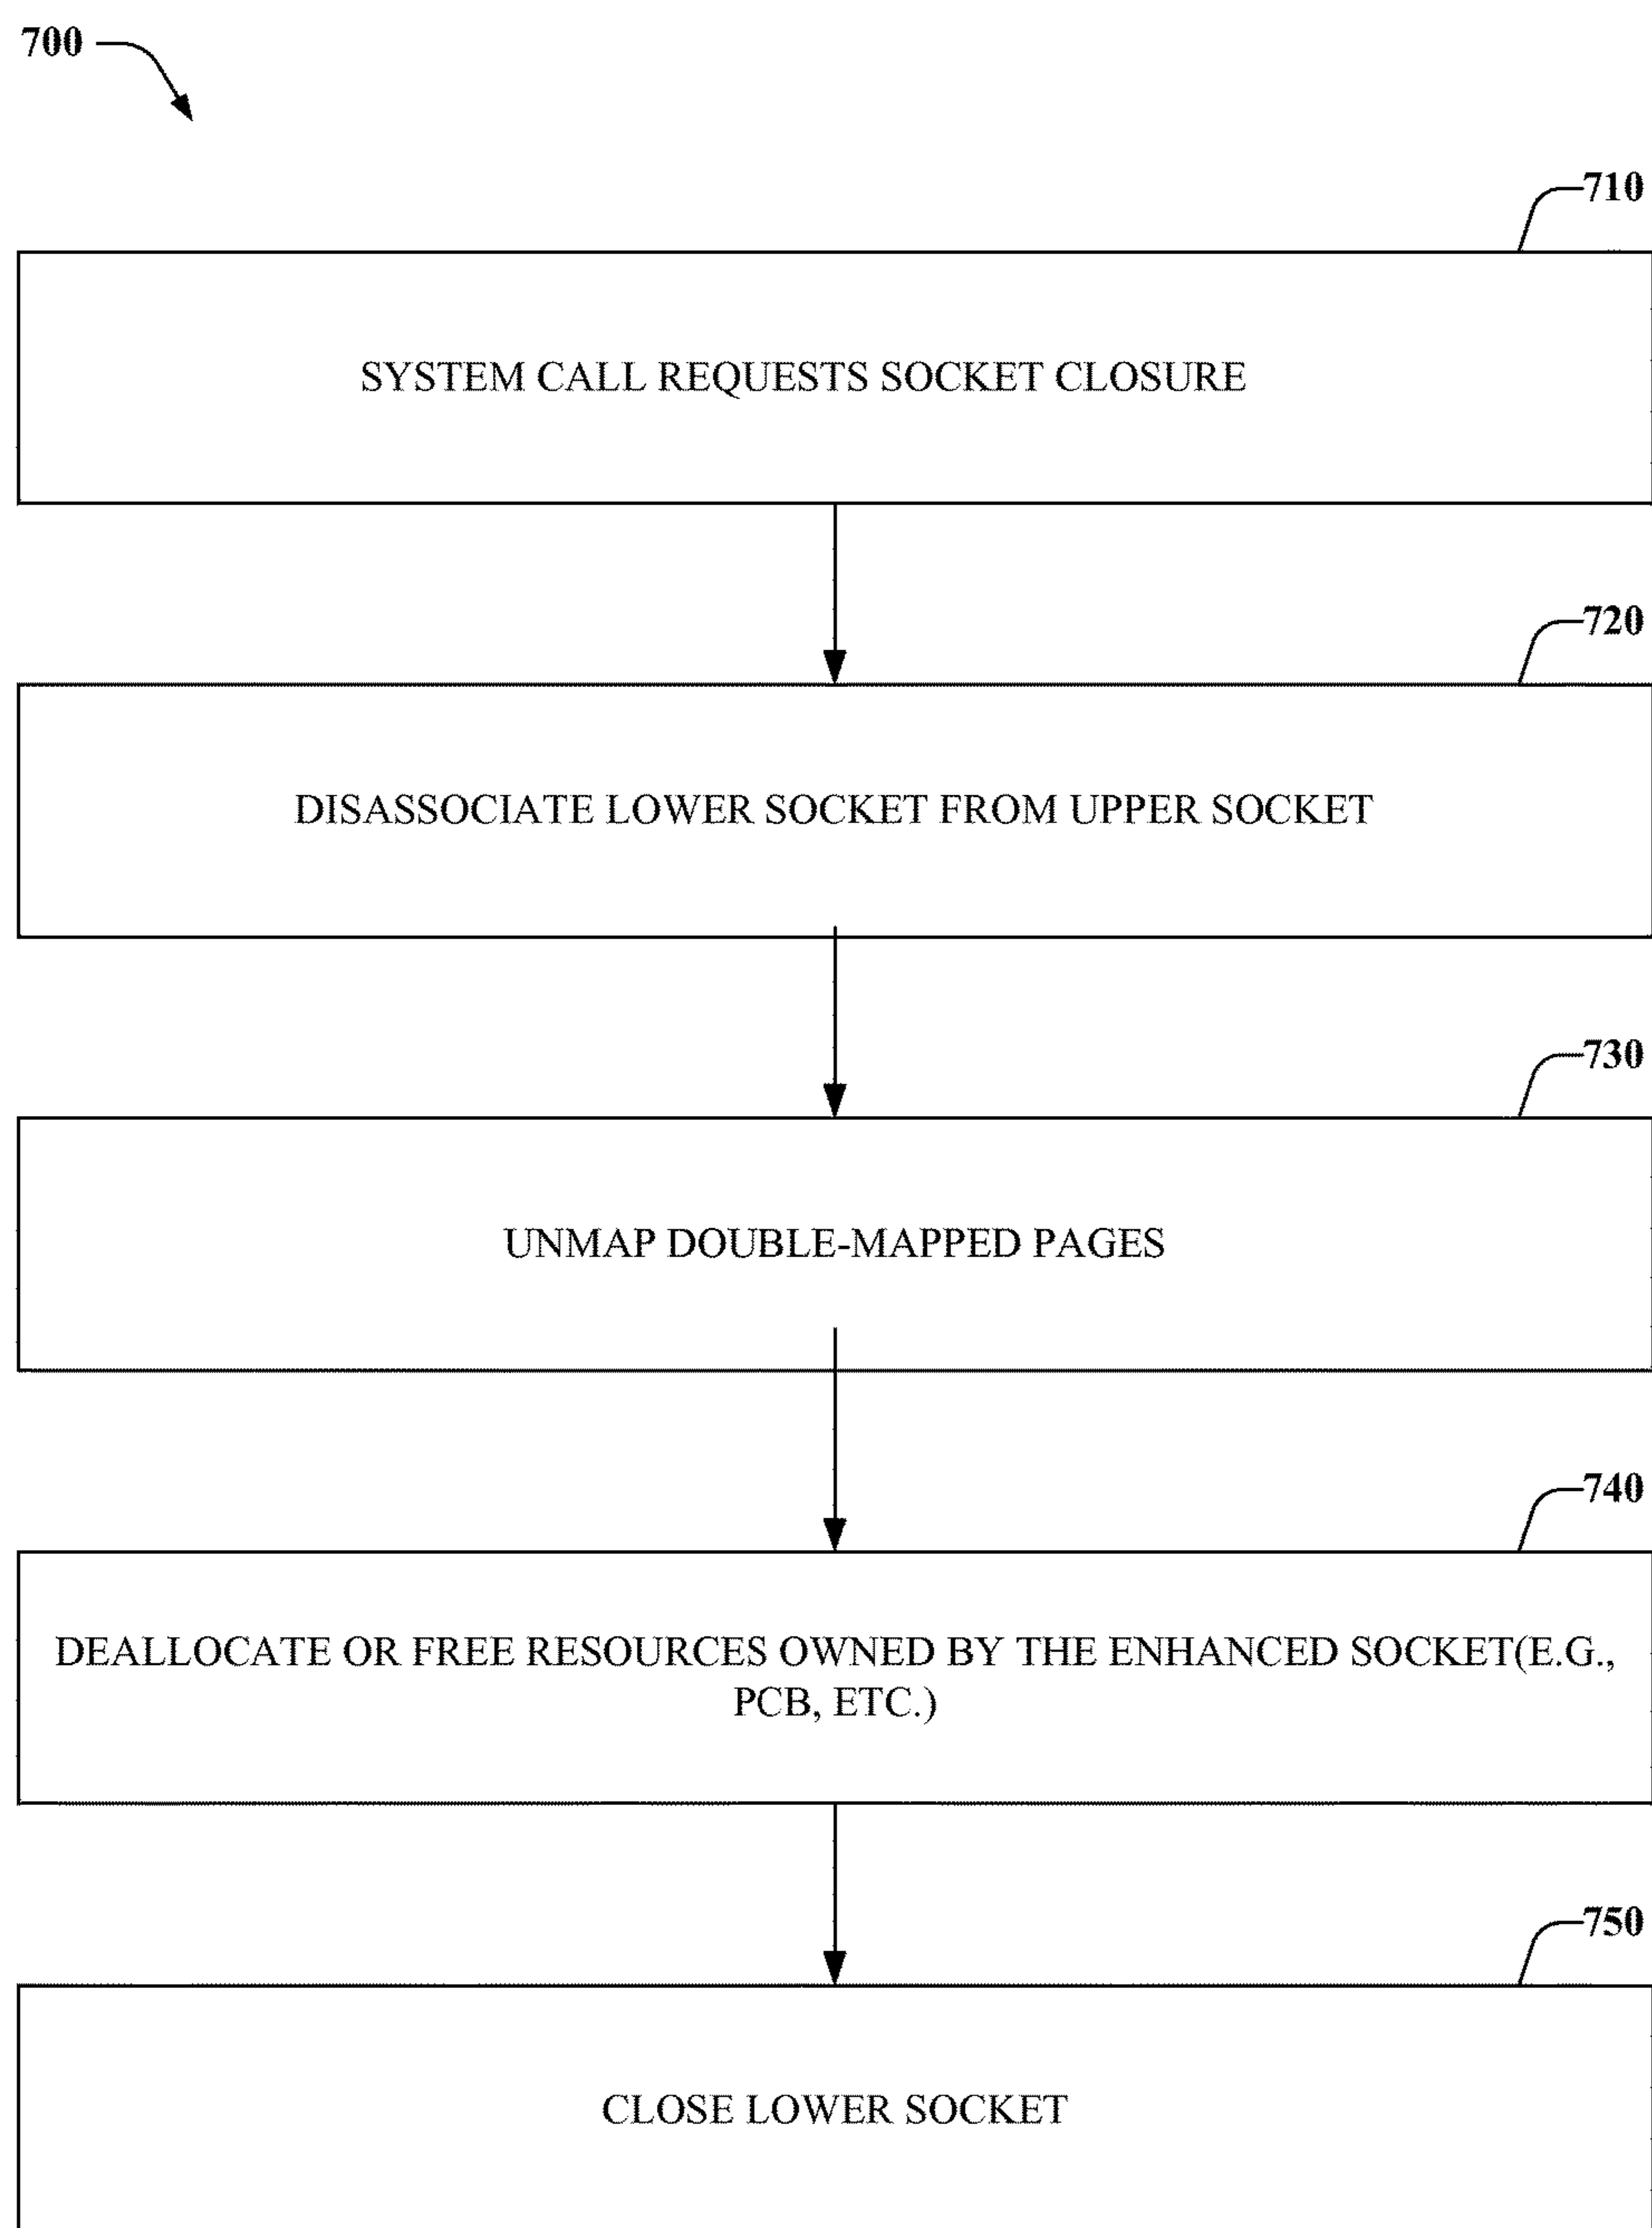 700
710
SYSTEM CALL REQUESTS SOCKET CLOSURE
720
DISASSOCIATE LOWER SOCKET FROM UPPER SOCKET
730
UNMAP DOUBLE-MAPPED PAGES
740
DEALLOCATE OR FREE RESOURCES OWNED BY THE ENHANCED SOCKET(E.G.,
PCB, ETC.)
750
CLOSE LOWER SOCKET